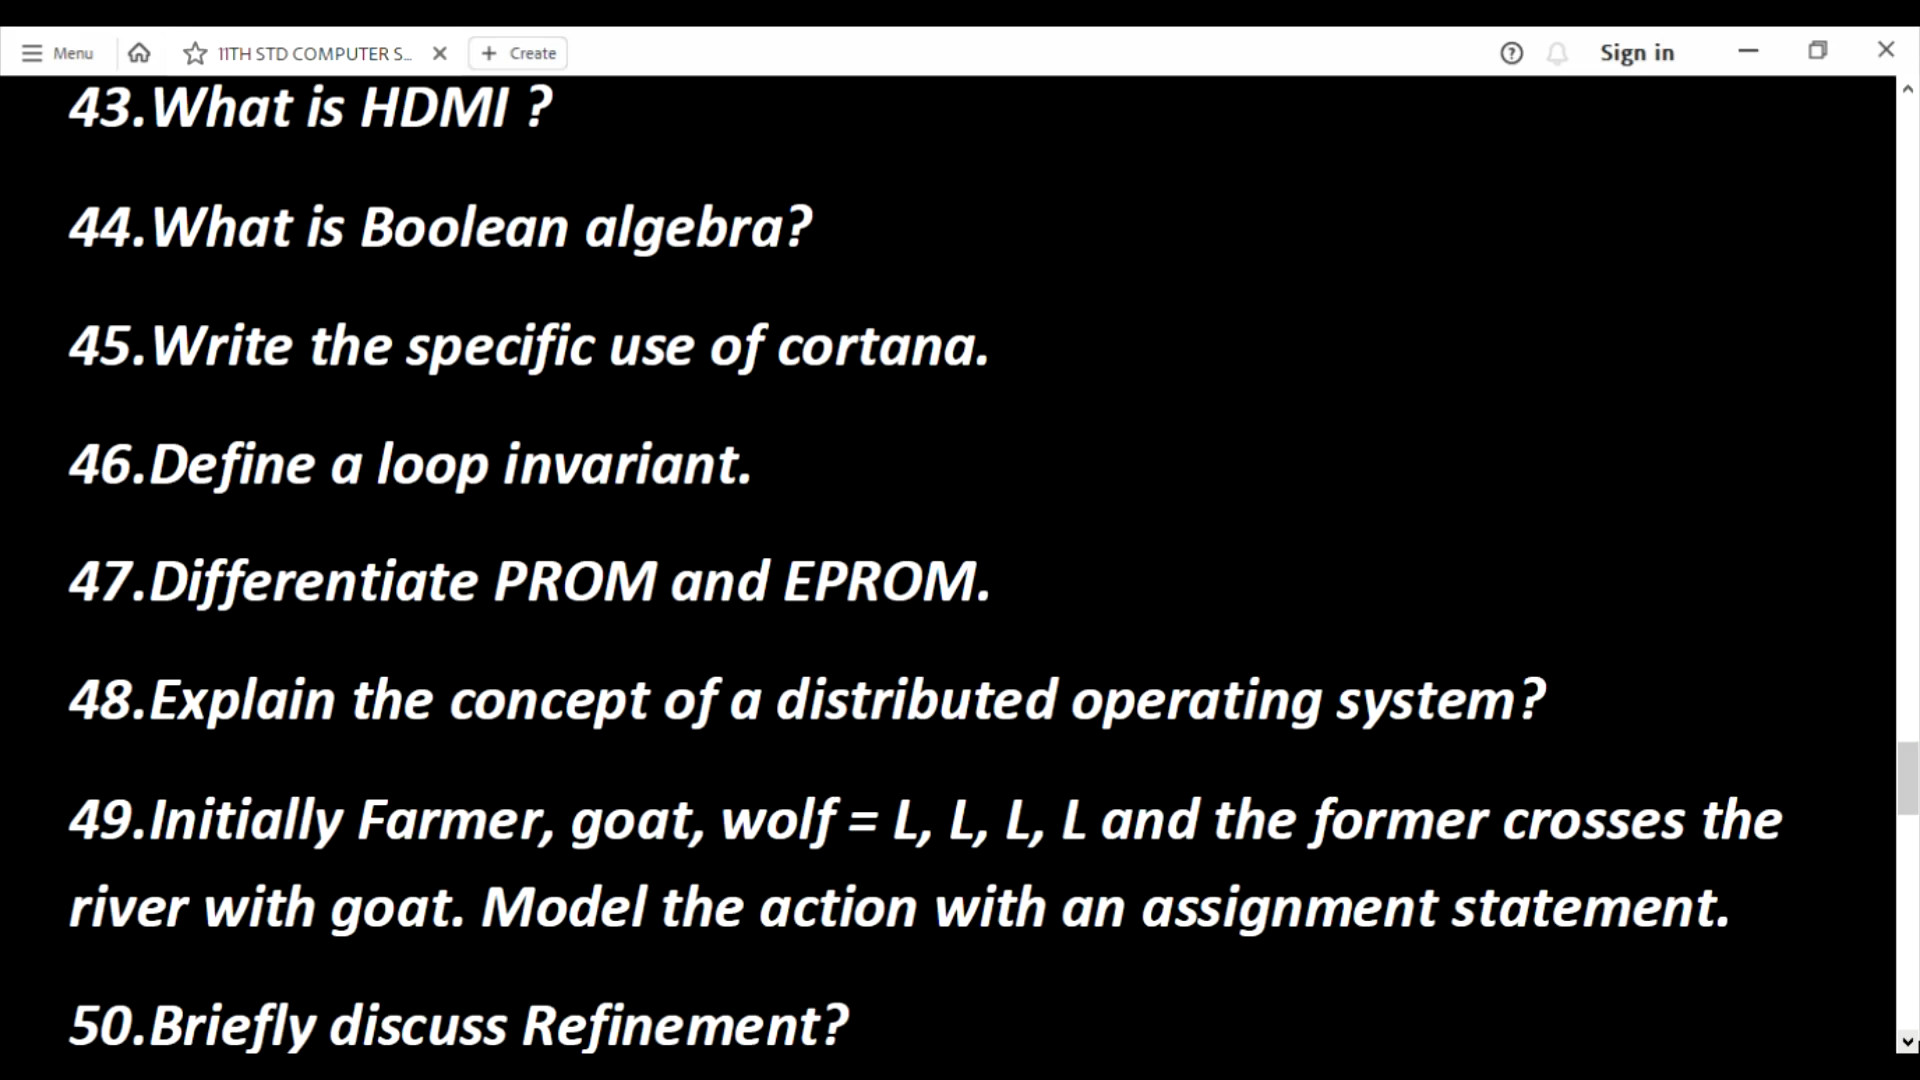 Menu
11TH STD COMPUTER S...
Create
Sign in
43.What is HDMI ?
44.What is Boolean algebra?
45.Write the specific use of cortana.
46.Define a loop invariant.
47.Differentiate PROM and EPROM.
48.Explain the concept of a distributed operating system?
49.Initially Farmer, goat, wolf = L, L, L, L and the former crosses the
river with goat. Model the action with an assignment statement.
50.Briefly discuss Refinement?